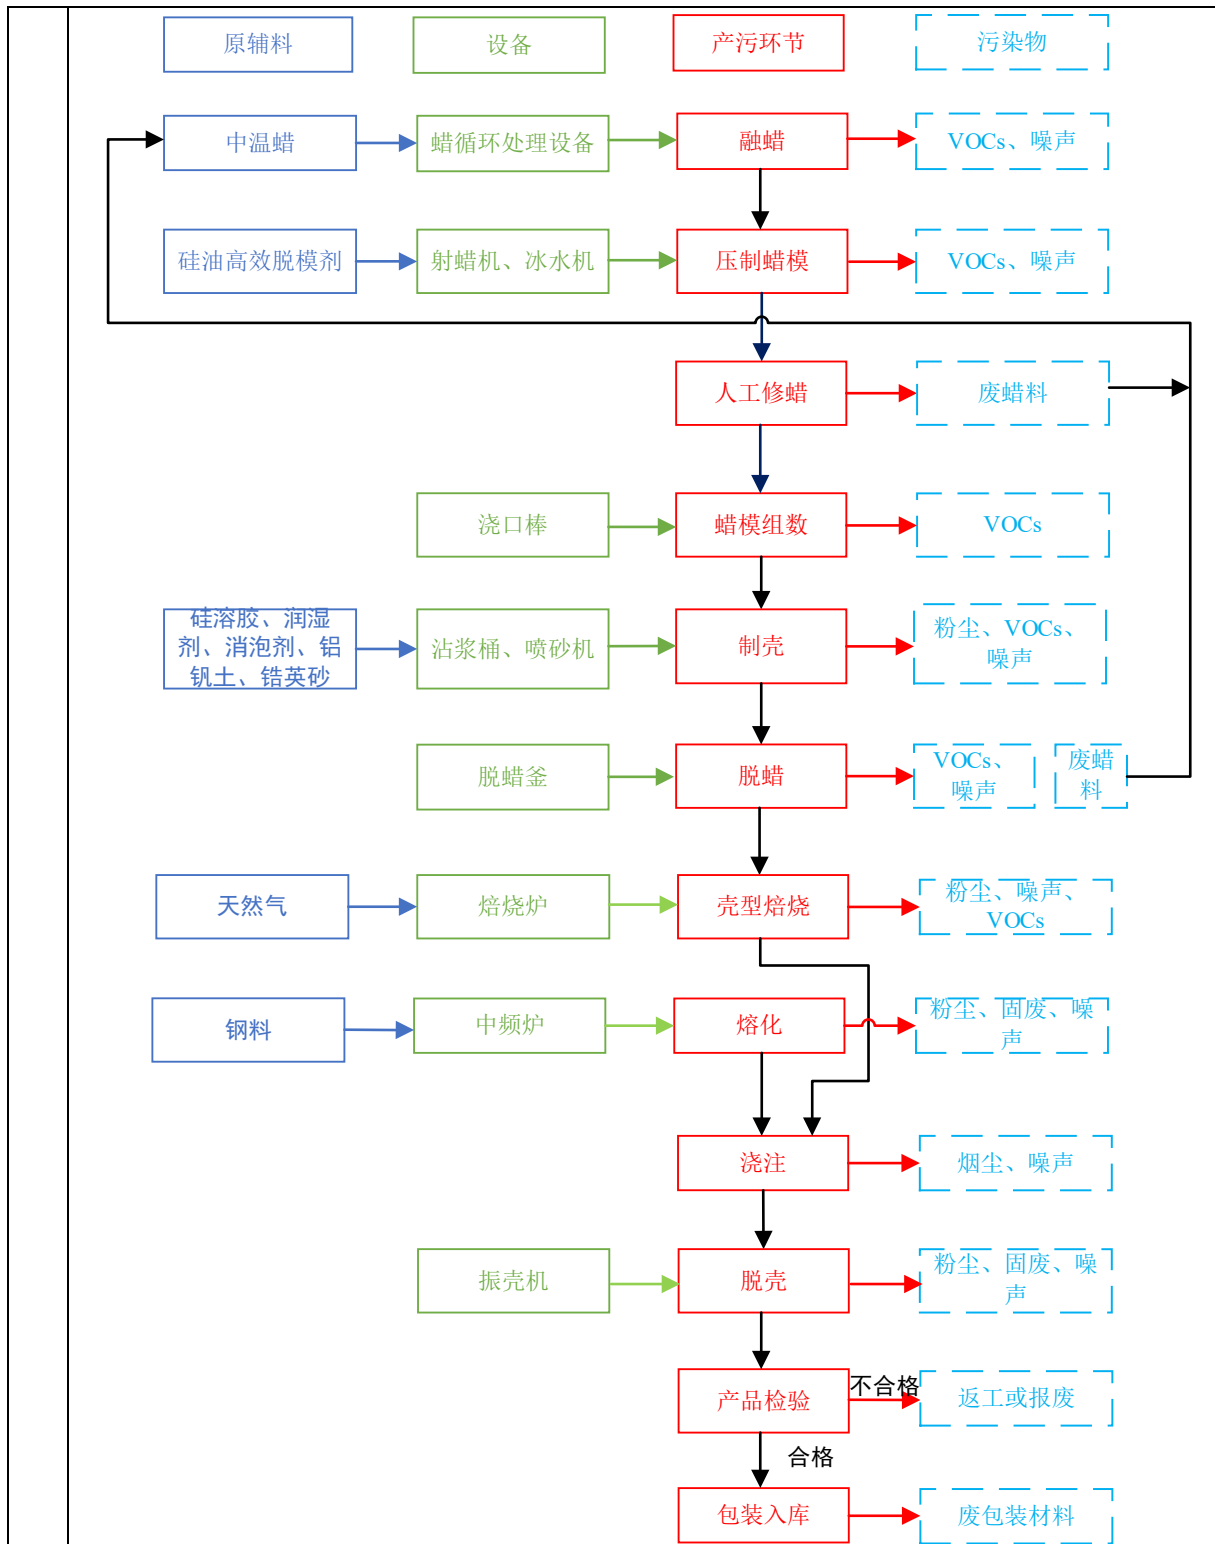 原辅料
设备
产污环节
污染物
中温蜡
蜡循环处理设备
融蜡
VOCs、噪声
硅油高效脱模剂
射蜡机、冰水机
压制蜡模
VOCs、噪声
人工修蜡
废蜡料
浇口棒
蜡模组数
VOCs
硅溶胶、润湿
剂、消泡剂、铝
钒土、锆英砂
沾浆桶、喷砂机
制壳
粉尘、VOCs、
噪声
脱蜡釜
脱蜡
VOCs、
噪声
废蜡
料
天然气
焙烧炉
壳型焙烧
粉尘、噪声、
VOCs
钢料
中频炉
熔化
粉尘、固废、噪
声
浇注
烟尘、噪声
振壳机
脱壳
粉尘、固废、噪
声
产品检验
不合格
返工或报废
合格
包装入库
废包装材料